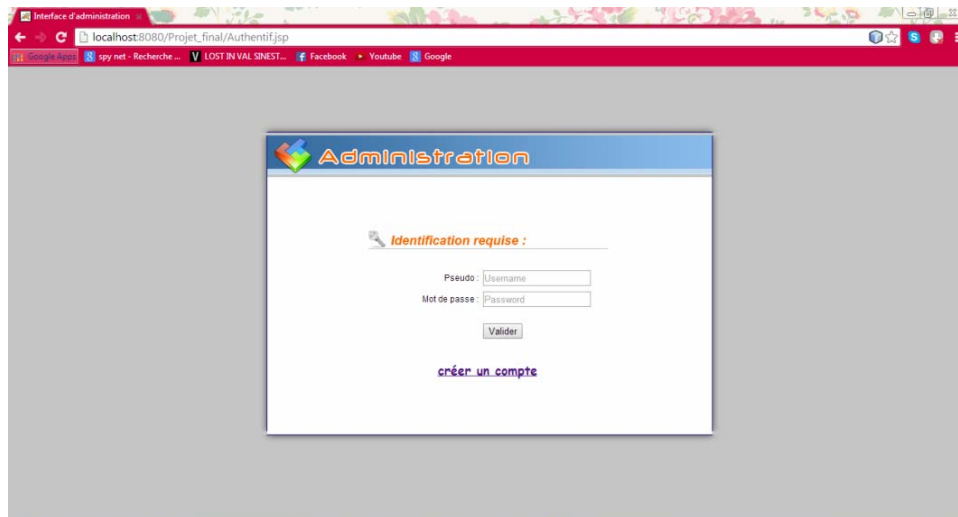 Interface d'administration
localhost:8080/Projet_final/Authentif.jsp
Google Apps spy net - Recherche ... LOST IN VAL SINEST... Facebook Youtube Google
Administration
Identification requise :
Pseudo : Username
Mot de passe : Password
Valider
créer un compte